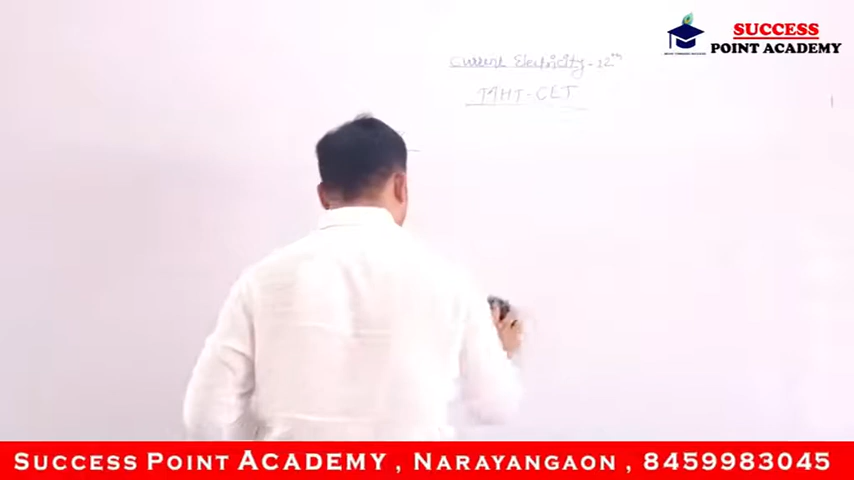 Current Electricity - 12th
MHT-CET
SUCCESS
POINT ACADEMY
SUCCESS POINT ACADEMY , NARAYANGAON , 8459983045